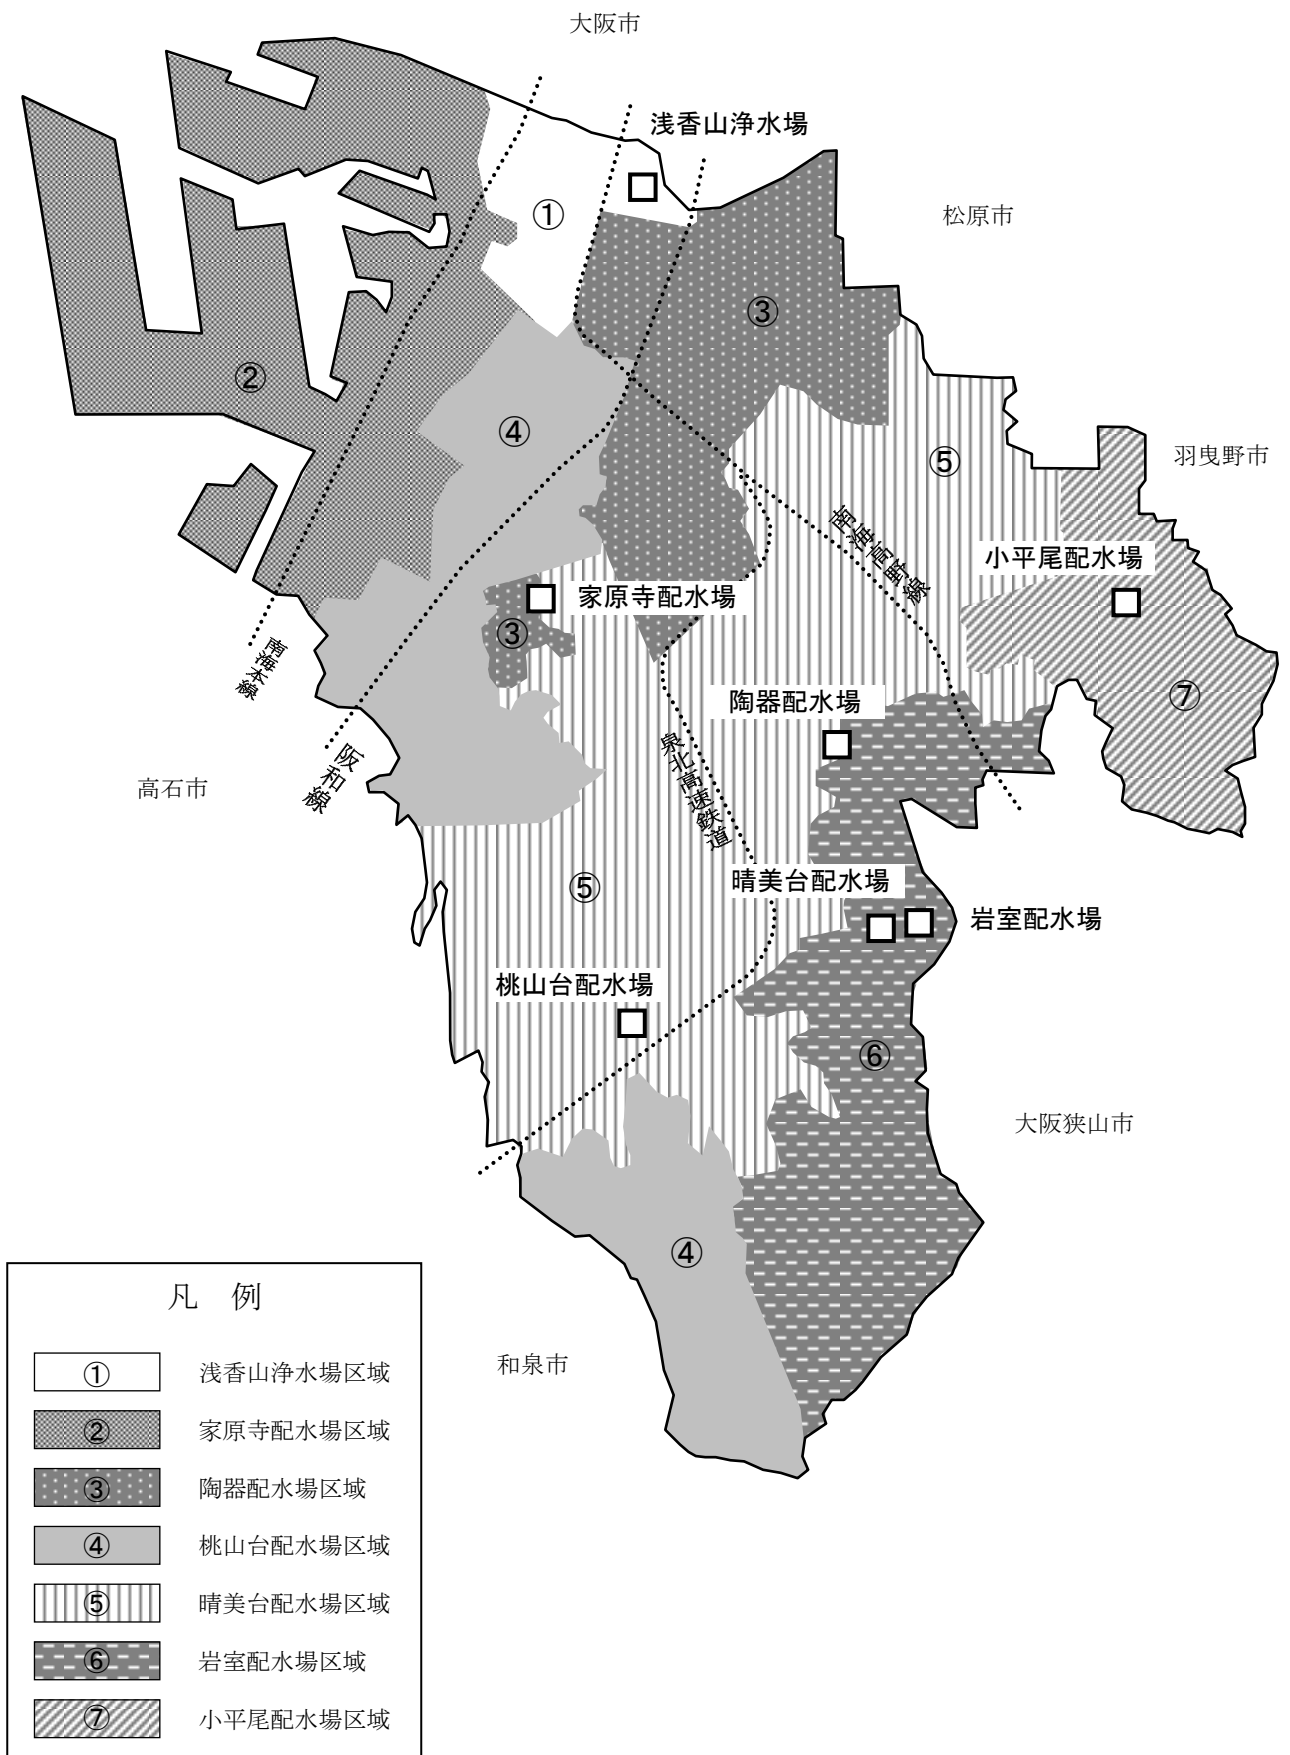 大阪市
浅香山浄水場
①
松原市
③
②
④
⑤
羽曳野市
南海高野線
小平尾配水場
家原寺配水場
③
南海本線
⑦
陶器配水場
阪和線
泉北高速鉄道
高石市
晴美台配水場
⑤
岩室配水場
桃山台配水場
⑥
大阪狭山市
④
和泉市
凡 例
① 浅香山浄水場区域
② 家原寺配水場区域
③ 陶器配水場区域
④ 桃山台配水場区域
⑤ 晴美台配水場区域
⑥ 岩室配水場区域
⑦ 小平尾配水場区域